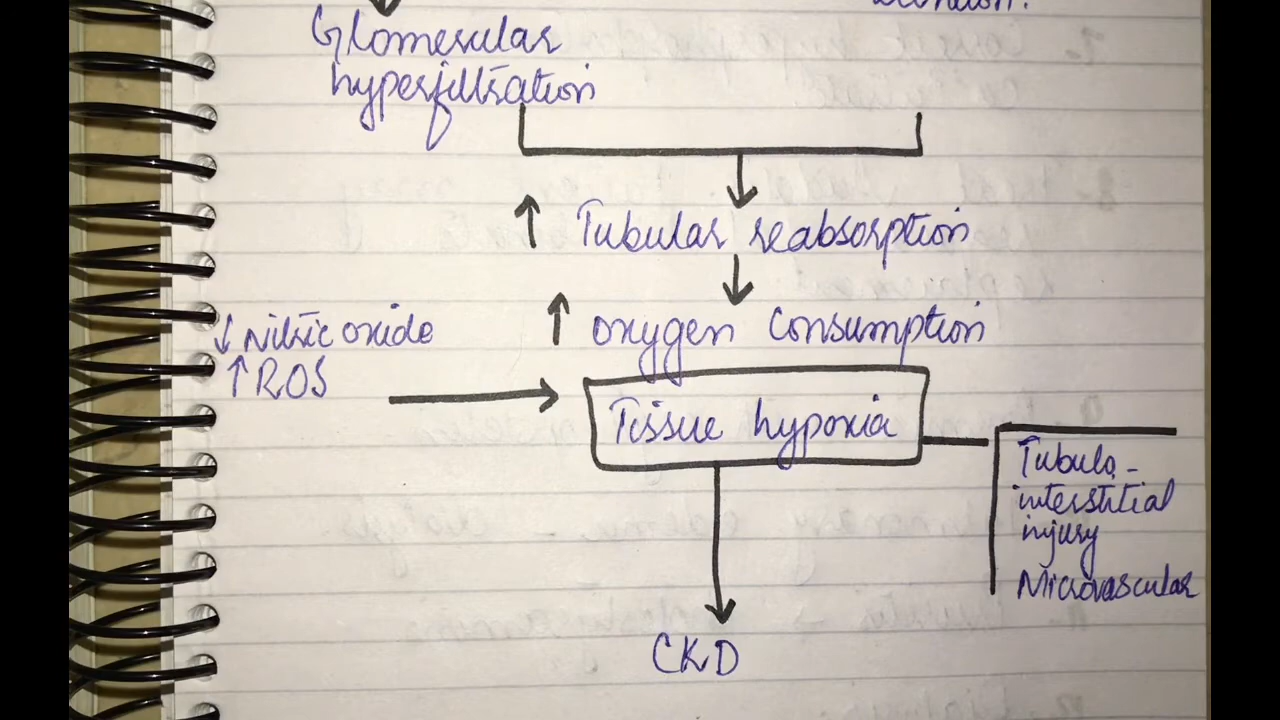 Glomerular
hyperfiltration
↑ Tubular reabsorption
↓ Nitric oxide
↑ ROS
↑ oxygen consumption
Tissue hypoxia
Tubulo-
interstitial
injury
Microvascular
CKD